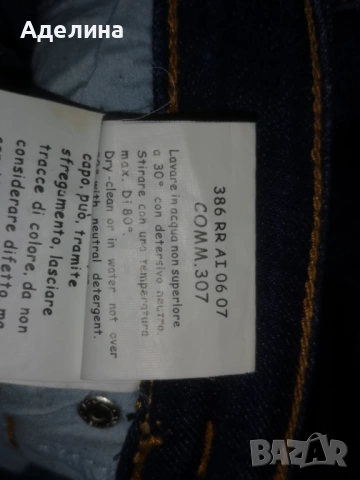 Аделина
386 RR AI 06 07
COMM. 307
Lavare in acqua non superiore
a 30° con detersivo neutro.
Stirare con una temperatura
max. Di 80°.
Dry-clean or in water not over
with neutral detergent.
capo, può, tramite
sfregamento, lasciare
tracce di colore, da non
considerare difetto, ma
BAZAR